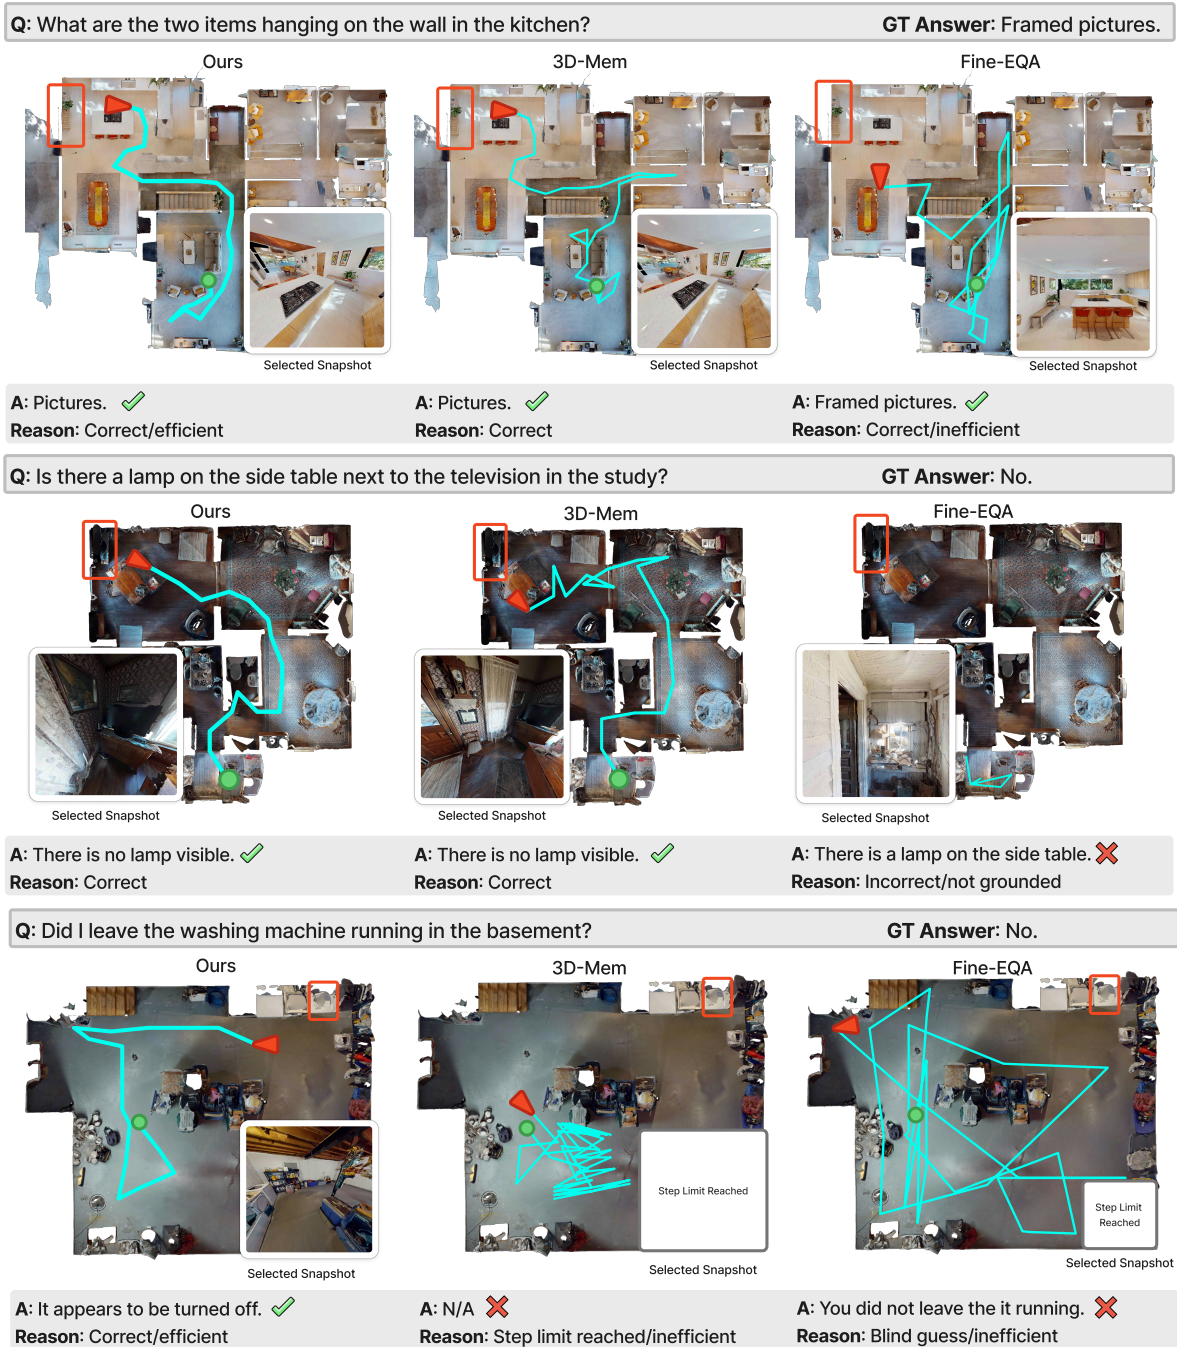 Q: What are the two items hanging on the wall in the kitchen? GT Answer: Framed pictures.
Ours 3D-Mem Fine-EQA
Selected Snapshot Selected Snapshot Selected Snapshot
A: Pictures. A: Pictures. A: Framed pictures.
Reason: Correct/efficient Reason: Correct Reason: Correct/inefficient
Q: Is there a lamp on the side table next to the television in the study? GT Answer: No.
Ours 3D-Mem Fine-EQA
Selected Snapshot Selected Snapshot Selected Snapshot
A: There is no lamp visible. A: There is no lamp visible. A: There is a lamp on the side table.
Reason: Correct Reason: Correct Reason: Incorrect/not grounded
Q: Did I leave the washing machine running in the basement? GT Answer: No.
Ours 3D-Mem Fine-EQA
Step Limit Reached
Step Limit
Reached
Selected Snapshot Selected Snapshot Selected Snapshot
A: It appears to be turned off. A: N/A A: You did not leave the it running.
Reason: Correct/efficient Reason: Step limit reached/inefficient Reason: Blind guess/inefficient